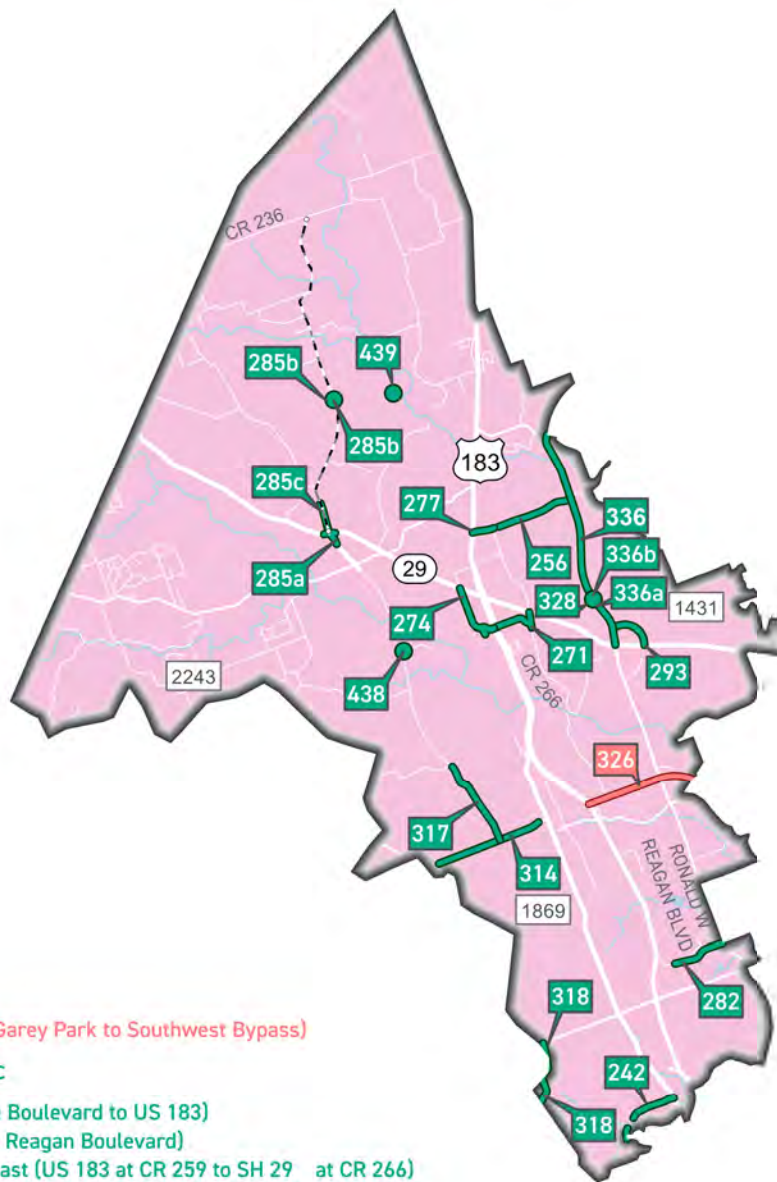 CR 236
439
285b
285b
183
285c
277
336
256
336b
285a
29
328
336a
1431
274
271
293
438
2243
CR 266
326
317
314
RONALD W
REAGAN BLVD
1869
282
318
Garey Park to Southwest Bypass)
242
318
Boulevard to US 183)
Reagan Boulevard)
ast (US 183 at CR 259 to SH 29 at CR 266)